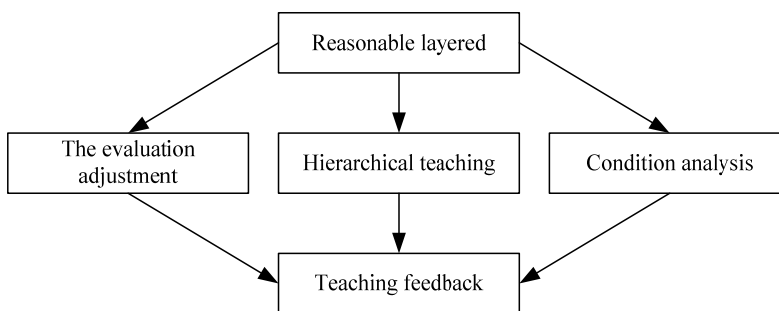 Reasonable layered
The evaluation
adjustment
Hierarchical teaching
Condition analysis
Teaching feedback